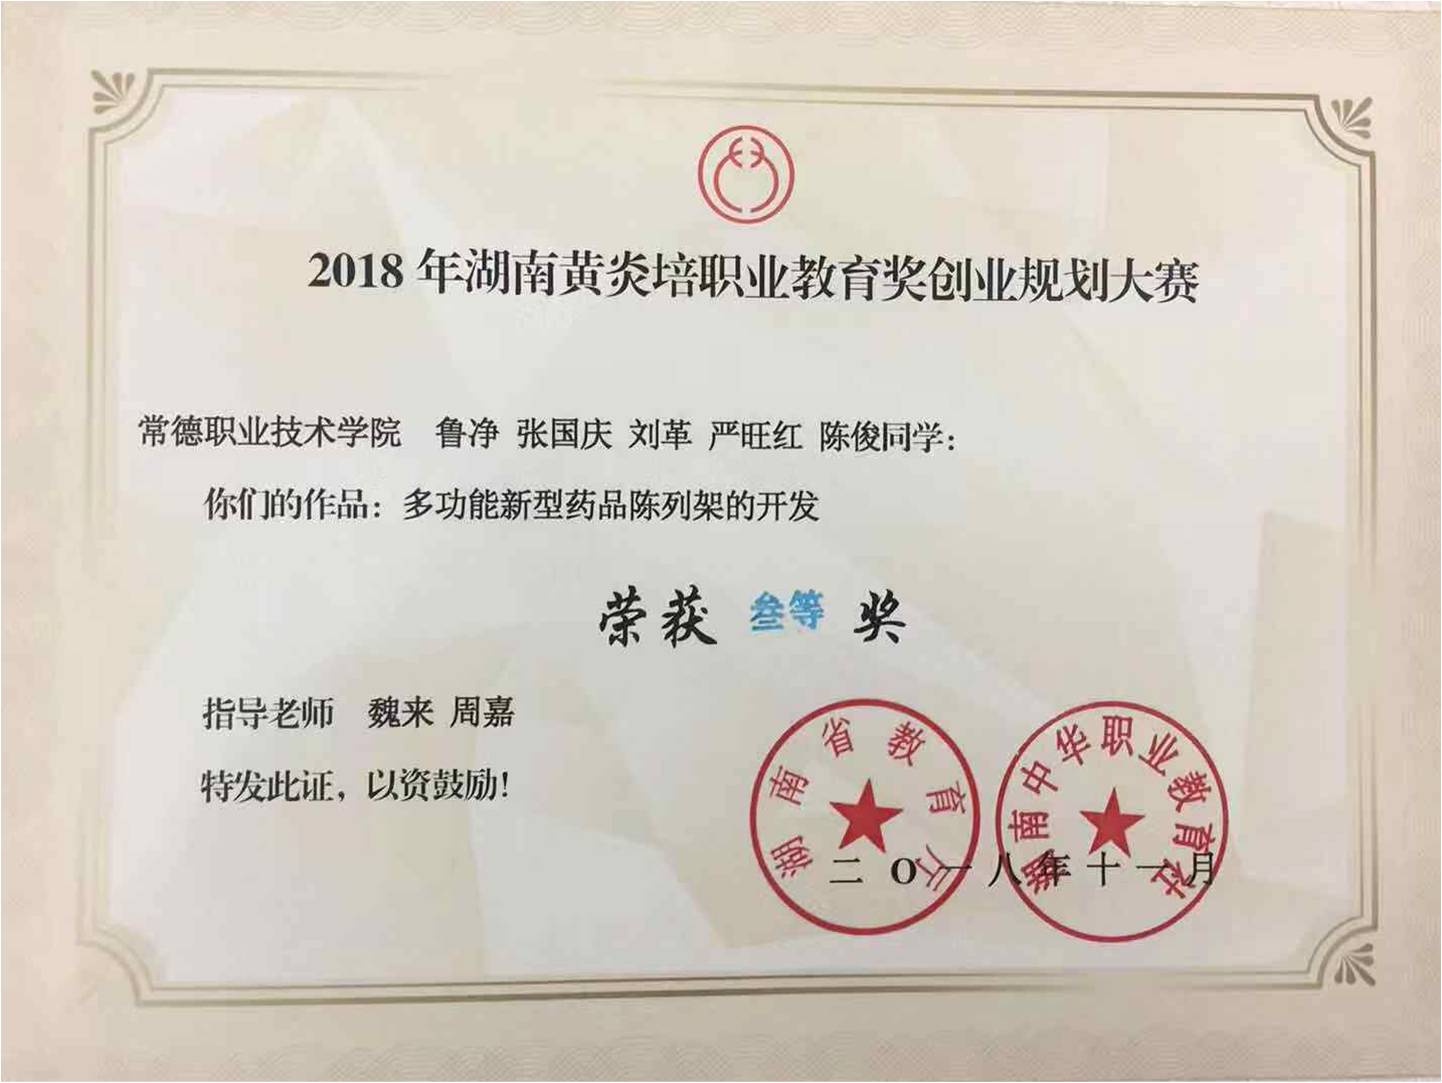 2018 年湖南黄炎培职业教育奖创业规划大赛
常德职业技术学院 鲁净 张国庆 刘革 严旺红 陈俊同学：
你们的作品：多功能新型药品陈列架的开发
荣获 叁等 奖
指导老师 魏来 周嘉
特发此证，以资鼓励！
湖南省教育厅
湖南中华职业教育社
二〇一八年十一月